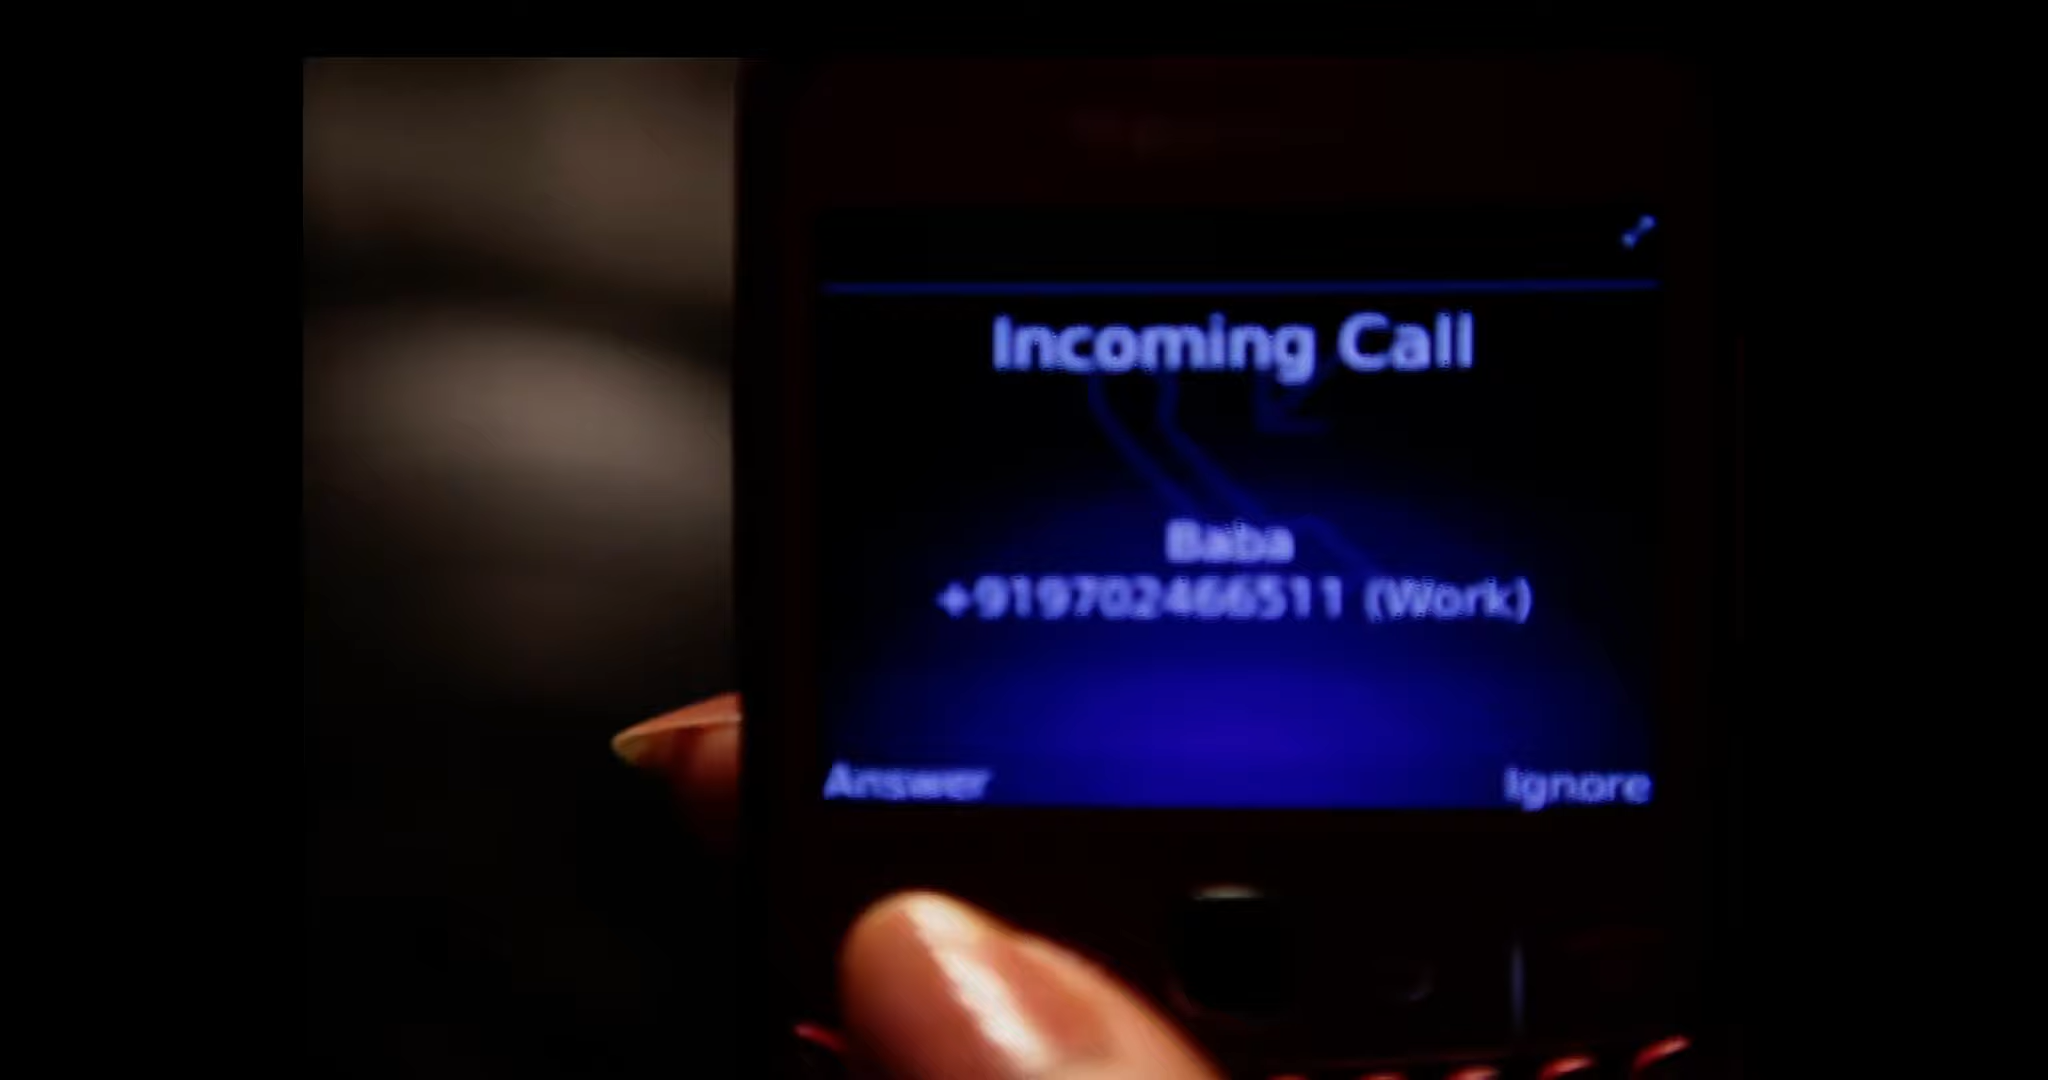 Incoming Call
Baba
+919702466511 (Work)
Answer
Ignore